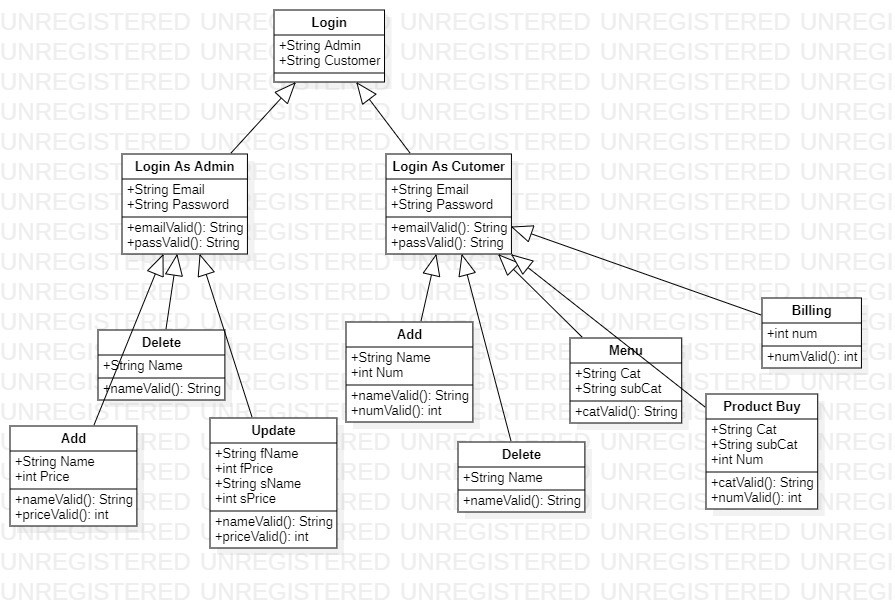 Login
+String Admin
+String Customer
Login As Admin
+String Email
+String Password
+emailValid(): String
+passValid(): String
Login As Cutomer
+String Email
+String Password
+emailValid(): String
+passValid(): String
Delete
+String Name
+nameValid(): String
Add
+String Name
+int Price
+nameValid(): String
+priceValid(): int
Update
+String fName
+int fPrice
+String sName
+int sPrice
+nameValid(): String
+priceValid(): int
Add
+String Name
+int Num
+nameValid(): String
+numValid(): int
Delete
+String Name
+nameValid(): String
Menu
+String Cat
+String subCat
+catValid(): String
Product Buy
+String Cat
+String subCat
+int Num
+catValid(): String
+numValid(): int
Billing
+int num
+numValid(): int
UNREGISTERED